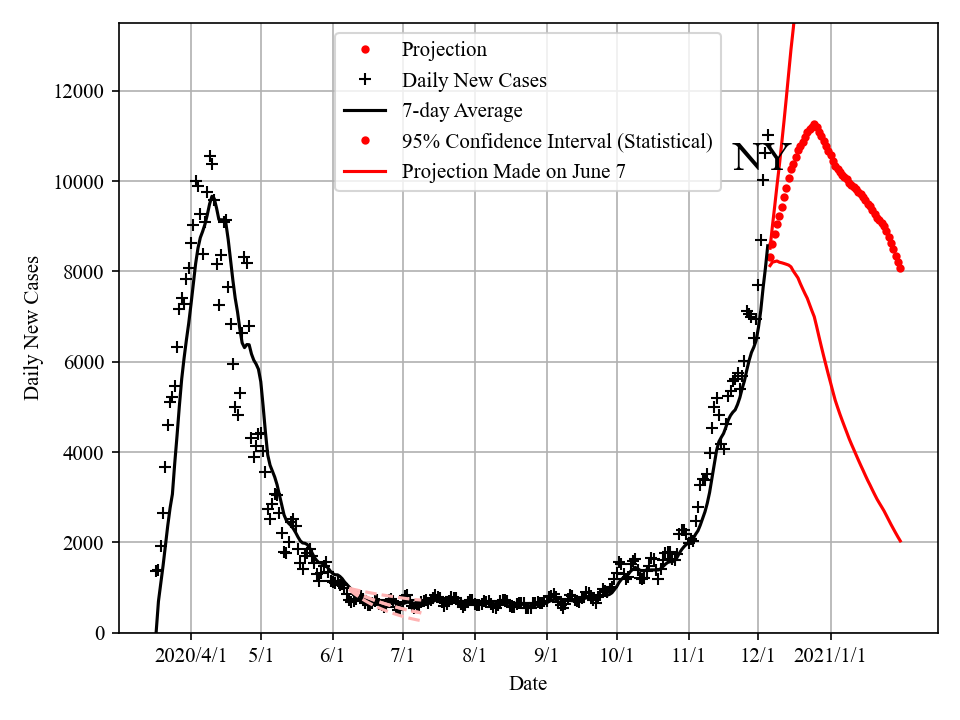 Projection
Daily New Cases
7-day Average
95% Confidence Interval (Statistical)
Projection Made on June 7
NY
12000
10000
8000
6000
4000
2000
0
Daily New Cases
2020/4/1 5/1 6/1 7/1 8/1 9/1 10/1 11/1 12/1 2021/1/1
Date